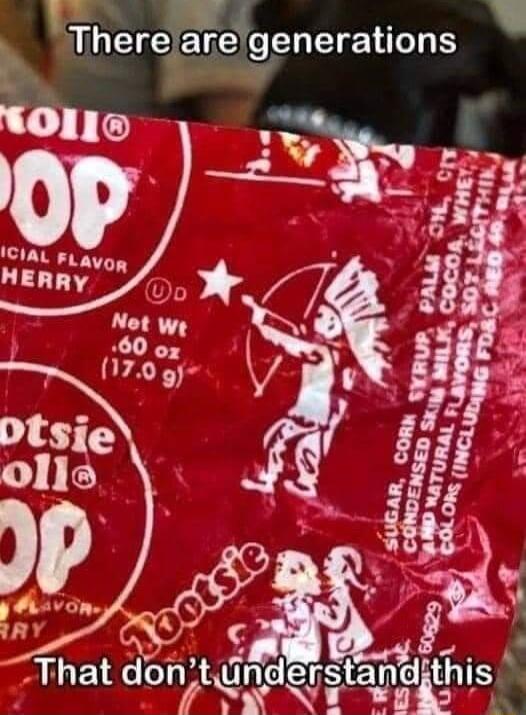 There are generations
Roll®
POP
ICIAL FLAVOR
HERRY
U D
Net Wt
.60 oz
(17.0 g)
otsie
oll®
OP
FLAVOR
RRY
Tootsie
SUGAR, CORN SYRUP, PALM OIL,
CONDENSED SKIM MILK, COCOA, WHEY
AND NATURAL FLAVORS, SOY LECITHIN
COLORS (INCLUDING FD&C RED 40
60629
That don't understand this